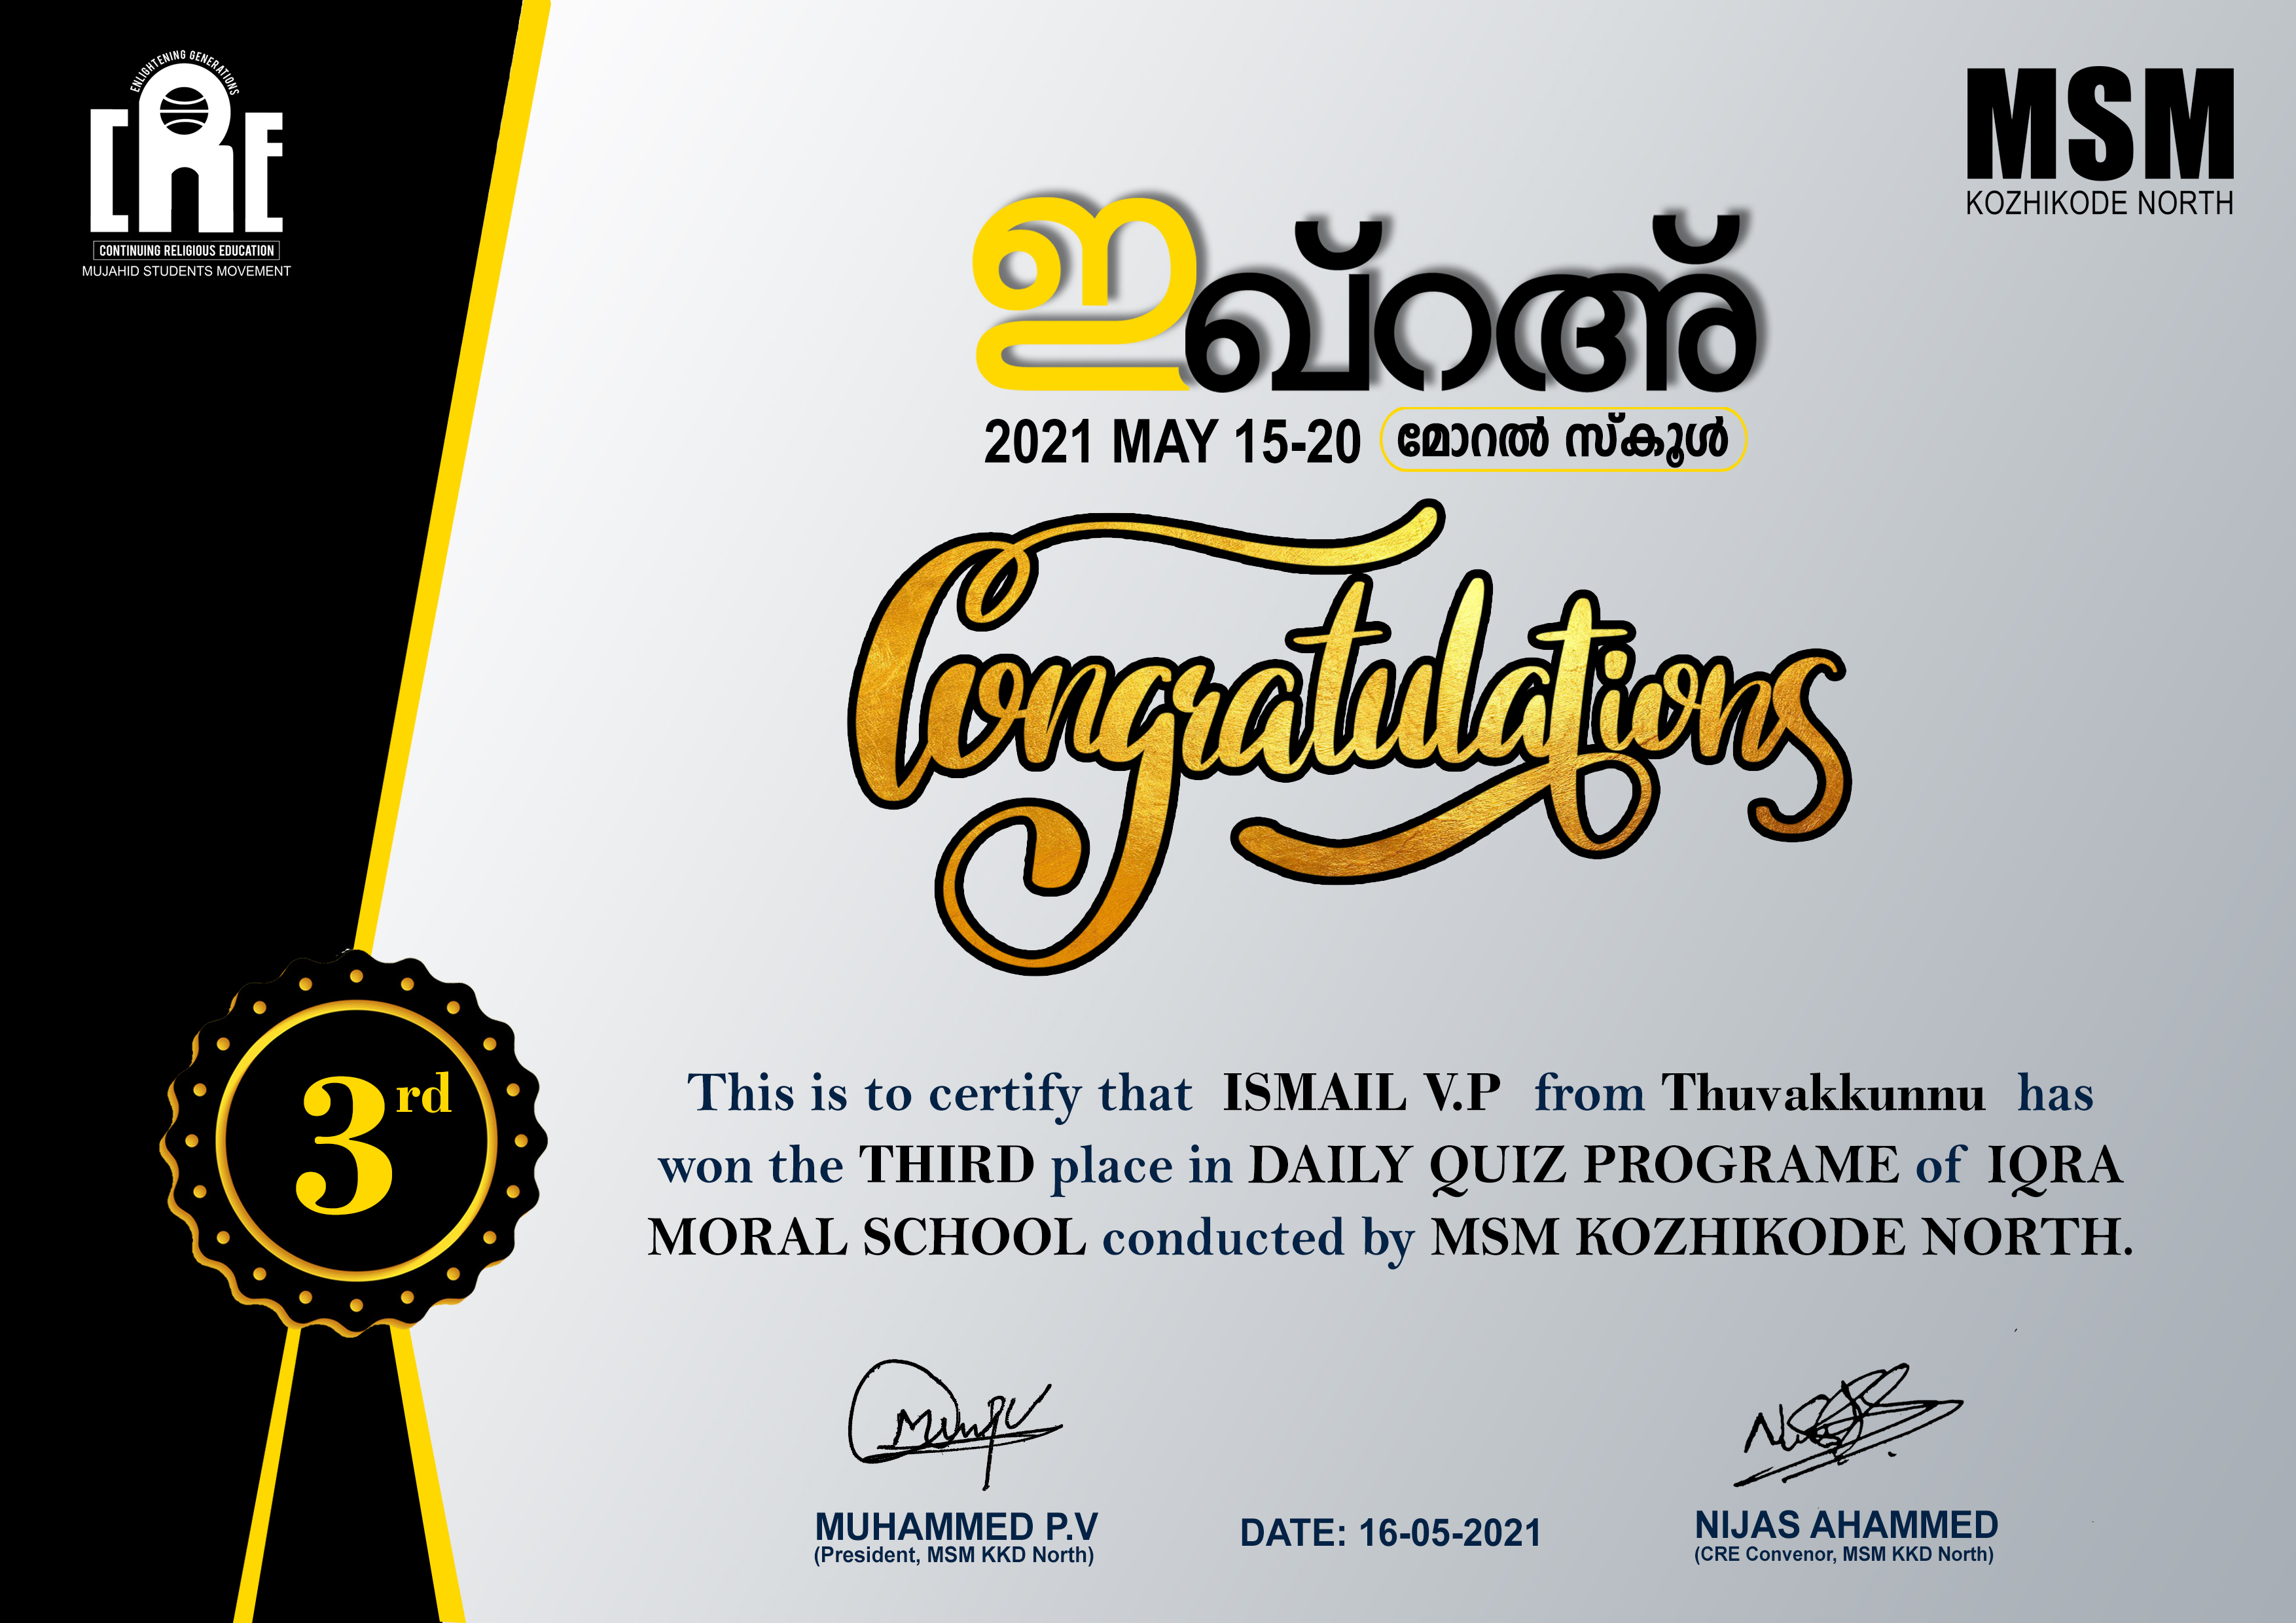 ENLIGHTENING GENERATIONS
CRE
CONTINUING RELIGIOUS EDUCATION
MUJAHID STUDENTS MOVEMENT
MSM
KOZHIKODE NORTH
ഇഖ്റഅ്
2021 MAY 15-20 മോറൽ സ്കൂൾ
Congratulations
3rd
This is to certify that ISMAIL V.P from Thuvakkunnu has
won the THIRD place in DAILY QUIZ PROGRAME of IQRA
MORAL SCHOOL conducted by MSM KOZHIKODE NORTH.
MUHAMMED P.V
(President, MSM KKD North)
DATE: 16-05-2021
NIJAS AHAMMED
(CRE Convenor, MSM KKD North)